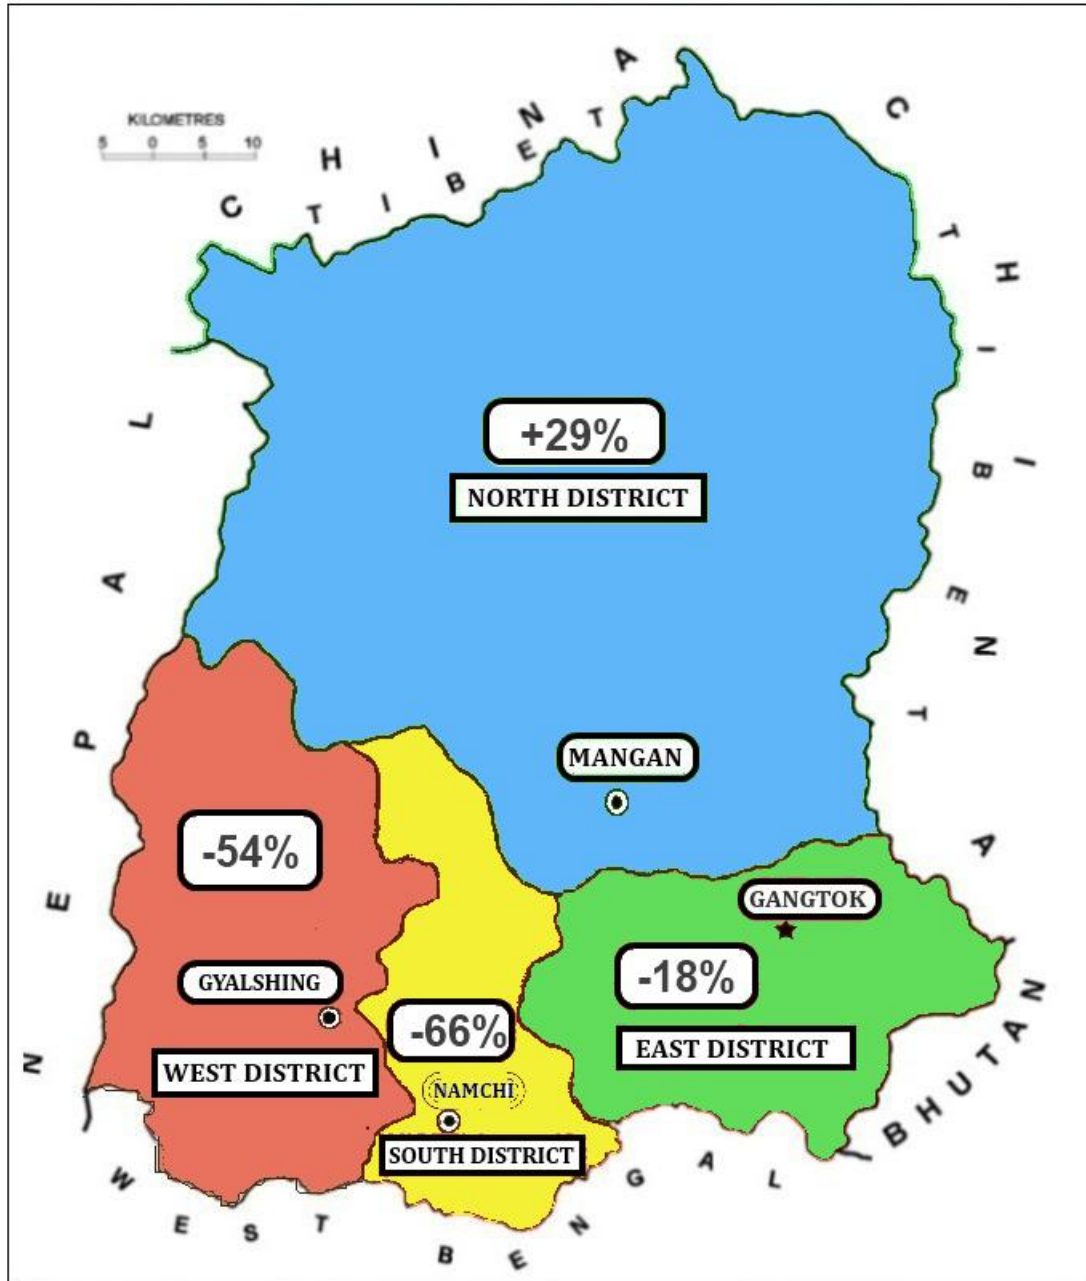 KILOMETRES
5 0 5 10
CHINA
TIBET
CHINA
TIBET
NEPAL
+29%
NORTH DISTRICT
MANGAN
-54%
GANGTOK
-18%
GYALSHING
-66%
EAST DISTRICT
WEST DISTRICT
NAMCHI
SOUTH DISTRICT
BHUTAN
WEST BENGAL